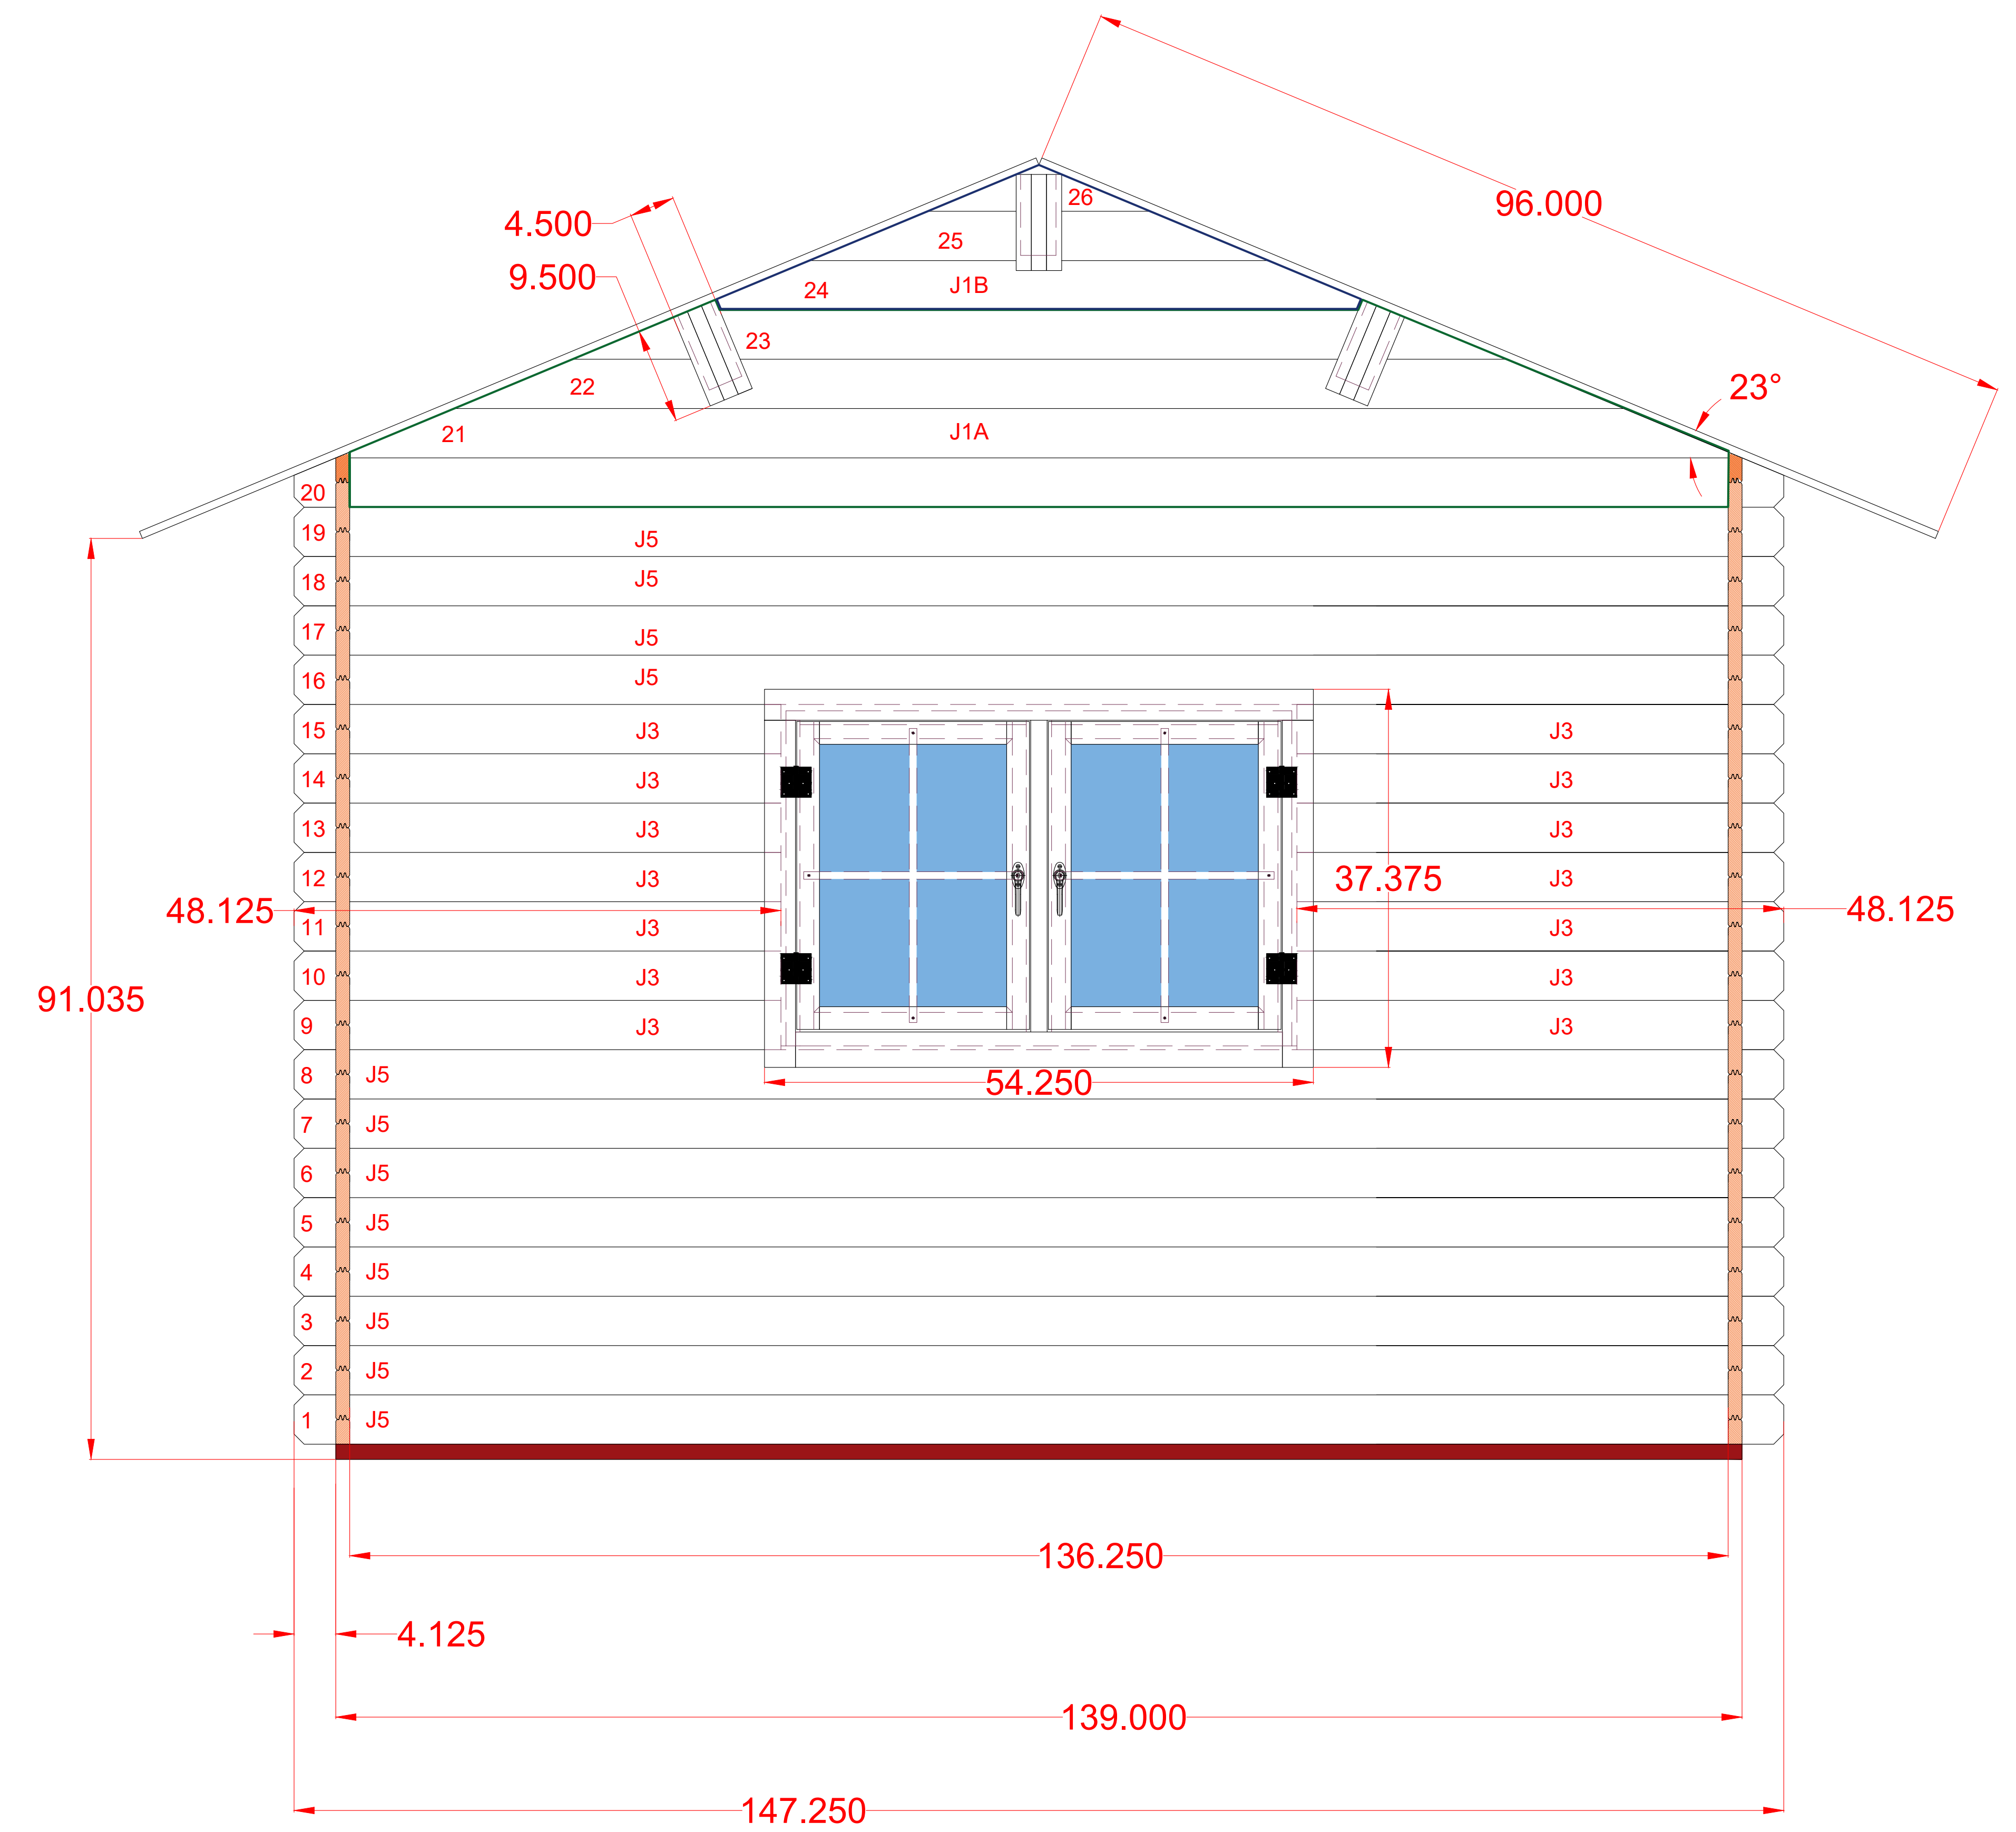 96.000
26
4.500
25
9.500
24 J1B
23
22
23°
21 J1A
20
19 J5
18 J5
17 J5
16 J5
15 J3 J3
14 J3 J3
13 J3 J3
12 J3 37.375 J3
48.125 48.125
11 J3 J3
10 J3 J3
91.035
9 J3 J3
8 J5
54.250
7 J5
6 J5
5 J5
4 J5
3 J5
2 J5
1 J5
136.250
4.125
139.000
147.250